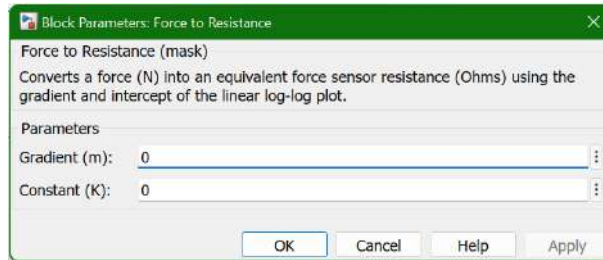 Block Parameters: Force to Resistance
Force to Resistance (mask)
Converts a force (N) into an equivalent force sensor resistance (Ohms) using the
gradient and intercept of the linear log-log plot.
Parameters
Gradient (m): 0
Constant (K): 0
OK Cancel Help Apply